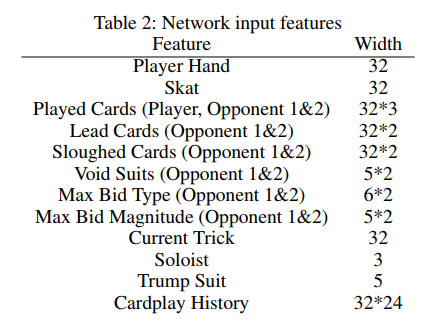 Table 2: Network input features
Feature Width
Player Hand 32
Skat 32
Played Cards (Player, Opponent 1&2) 32*3
Lead Cards (Opponent 1&2) 32*2
Sloughed Cards (Opponent 1&2) 32*2
Void Suits (Opponent 1&2) 5*2
Max Bid Type (Opponent 1&2) 6*2
Max Bid Magnitude (Opponent 1&2) 5*2
Current Trick 32
Soloist 3
Trump Suit 5
Cardplay History 32*24